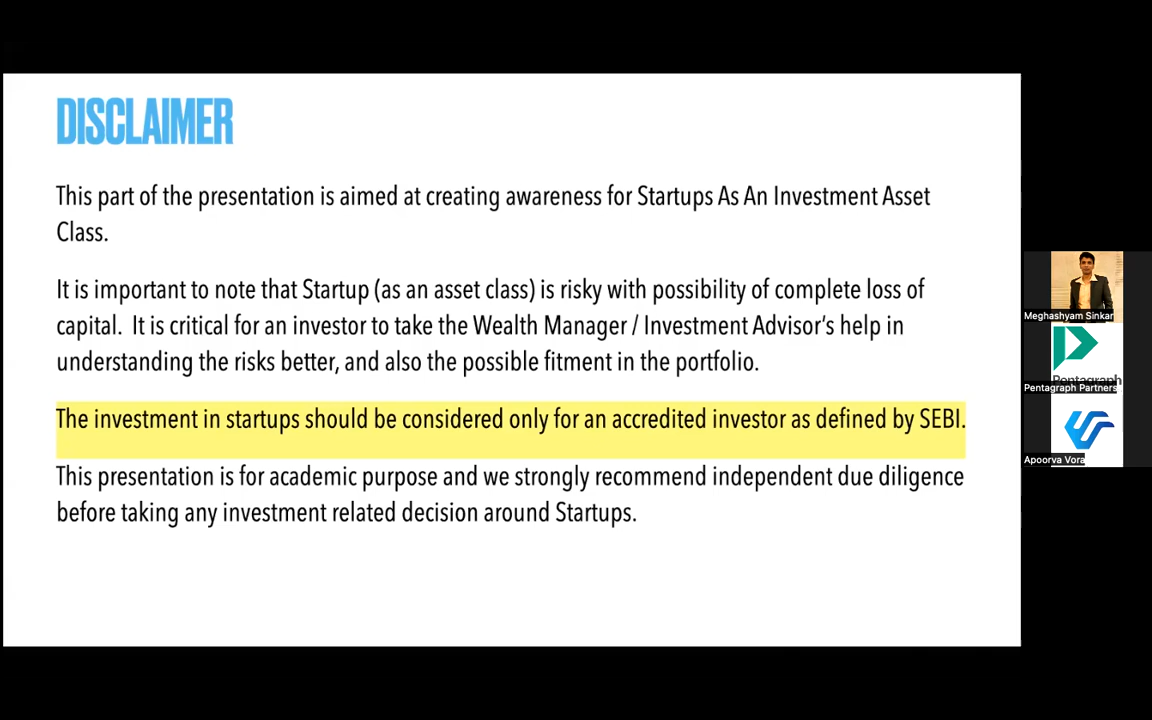 DISCLAIMER
This part of the presentation is aimed at creating awareness for Startups As An Investment Asset
Class.
It is important to note that Startup (as an asset class) is risky with possibility of complete loss of
capital.  It is critical for an investor to take the Wealth Manager / Investment Advisor's help in
understanding the risks better, and also the possible fitment in the portfolio.
The investment in startups should be considered only for an accredited investor as defined by SEBI.
This presentation is for academic purpose and we strongly recommend independent due diligence
before taking any investment related decision around Startups.
Meghashyam Sinkar
Pentagraph
Pentagraph Partners
Apoorva Vora